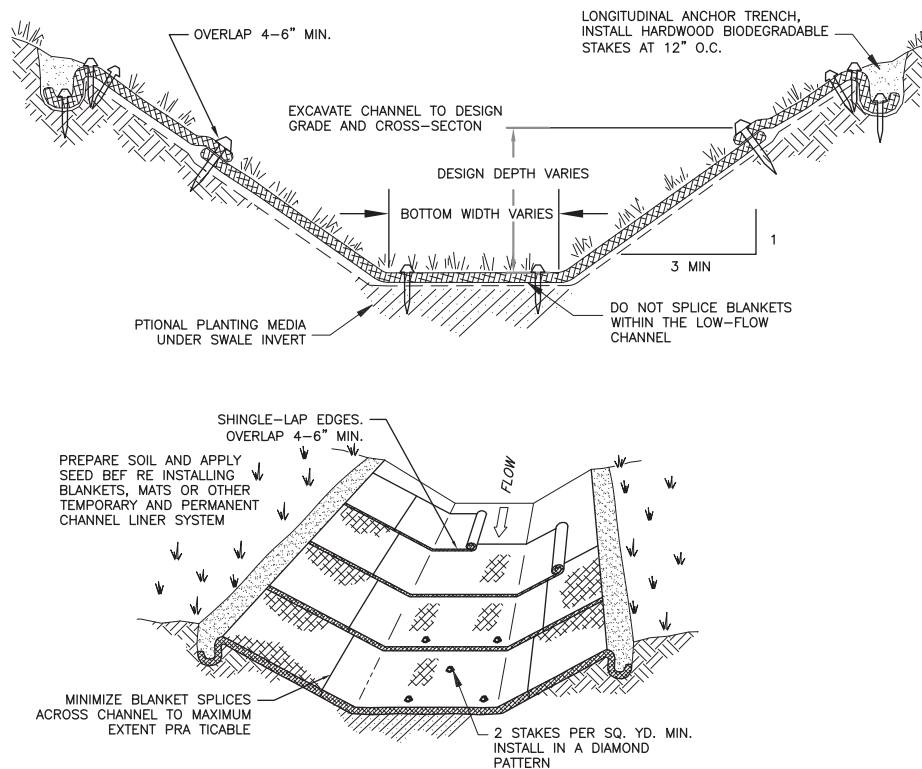 OVERLAP 4-6" MIN.
LONGITUDINAL ANCHOR TRENCH,
INSTALL HARDWOOD BIODEGRADABLE
STAKES AT 12" O.C.
EXCAVATE CHANNEL TO DESIGN
GRADE AND CROSS-SECTON
DESIGN DEPTH VARIES
BOTTOM WIDTH VARIES
1
3 MIN
PTIONAL PLANTING MEDIA
UNDER SWALE INVERT
DO NOT SPLICE BLANKETS
WITHIN THE LOW-FLOW
CHANNEL
SHINGLE-LAP EDGES.
OVERLAP 4-6" MIN.
PREPARE SOIL AND APPLY
SEED BEF RE INSTALLING
BLANKETS, MATS OR OTHER
TEMPORARY AND PERMANENT
CHANNEL LINER SYSTEM
FLOW
MINIMIZE BLANKET SPLICES
ACROSS CHANNEL TO MAXIMUM
EXTENT PRA TICABLE
2 STAKES PER SQ. YD. MIN.
INSTALL IN A DIAMOND
PATTERN